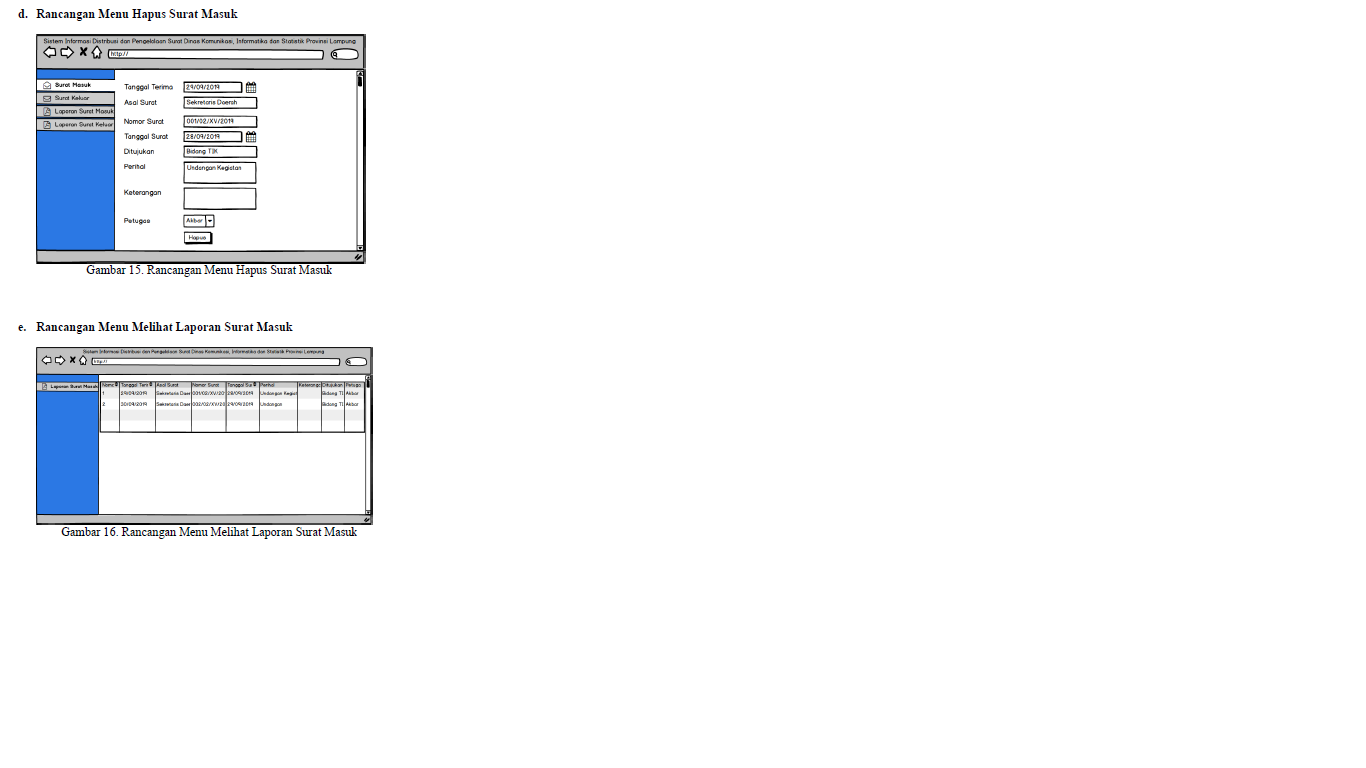 d. Rancangan Menu Hapus Surat Masuk
Sistem Informasi Distribusi dan Pengelolaan Surat Dinas Komunikasi, Informatika dan Statistik Provinsi Lampung
http://
Surat Masuk
Surat Keluar
Laporan Surat Masuk
Laporan Surat Keluar
Tanggal Terima 29/09/2019
Asal Surat Sekretaris Daerah
Nomor Surat 001/02/XV/2019
Tanggal Surat 28/09/2019
Ditujukan Bidang TIK
Perihal Undangan Kegiatan
Keterangan
Petugas Akbar
Hapus
Gambar 15. Rancangan Menu Hapus Surat Masuk
e. Rancangan Menu Melihat Laporan Surat Masuk
Sistem Informasi Distribusi dan Pengelolaan Surat Dinas Komunikasi, Informatika dan Statistik Provinsi Lampung
http://
Laporan Surat Masuk
Tanggal Asal Surat Nomor Surat Tanggal Perihal Ditujukan
1 29/09/2019 Sekretaris Daer 001/02/XV/20 28/09/2019 Undangan Kegiat Bidang TI Akbar
2 30/09/2019 Sekretaris Daer 002/02/XV/20 29/09/2019 Undangan Bidang TI Akbar
Gambar 16. Rancangan Menu Melihat Laporan Surat Masuk